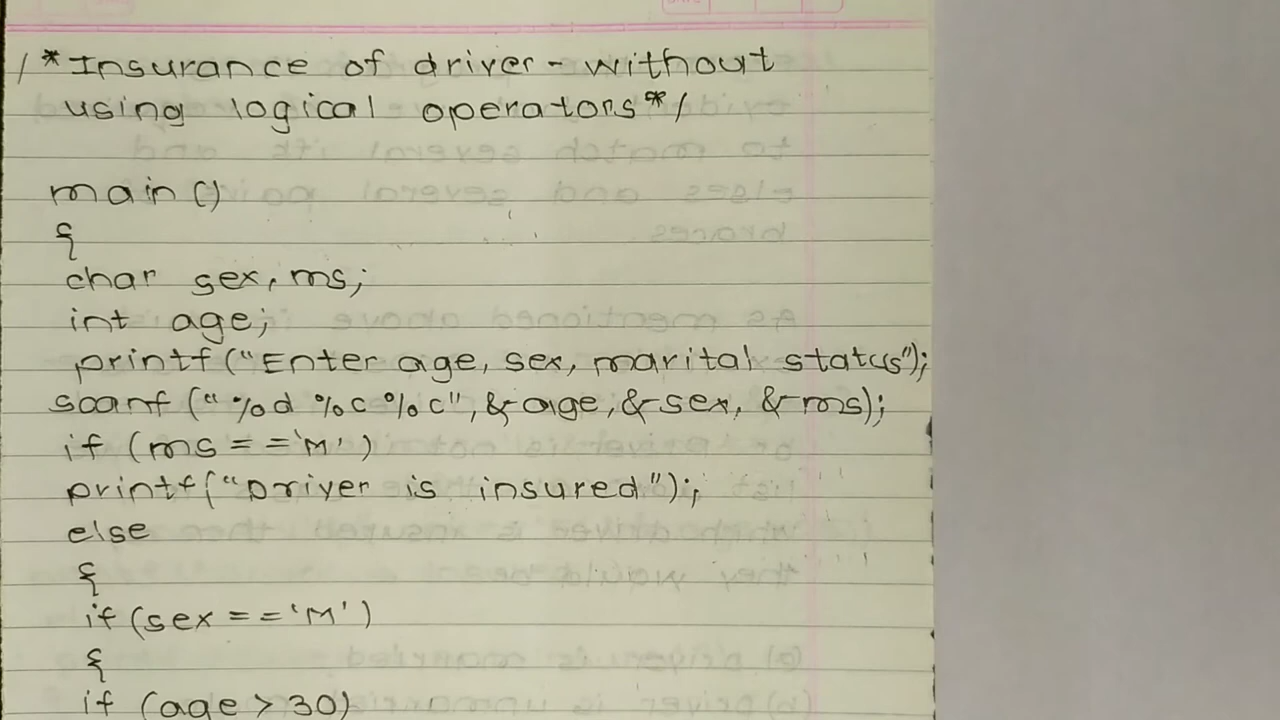 /*Insurance of driver - without
using logical operators*/
main()
{
char sex, ms;
int age;
printf("Enter age, sex, marital status");
scanf ("%d %c %c", &age, &sex, &ms);
if (ms == 'M')
printf("Driver is insured");
else
{
if (sex == 'M')
{
if (age > 30)